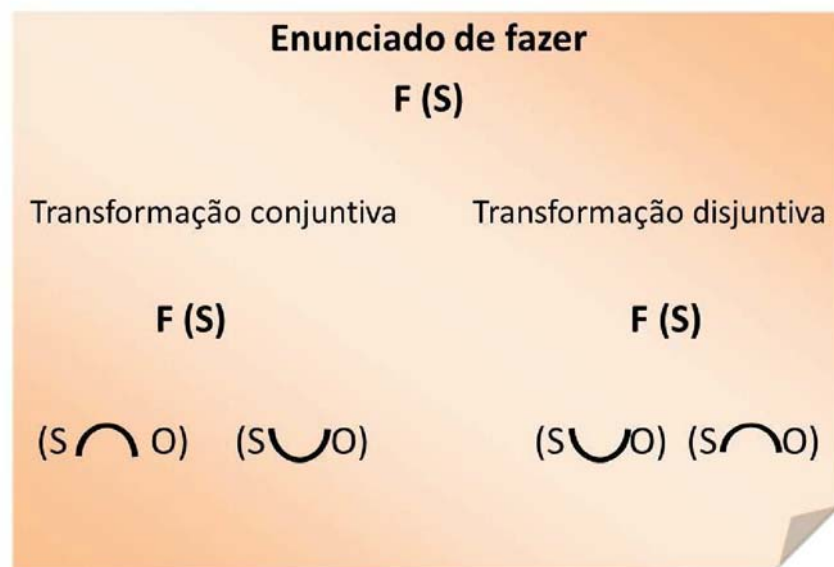 Enunciado de fazer
F (S)
Transformação conjuntiva Transformação disjuntiva
F (S) F (S)
(S ∩ O) (S∪O) (S∪O) (S∩O)